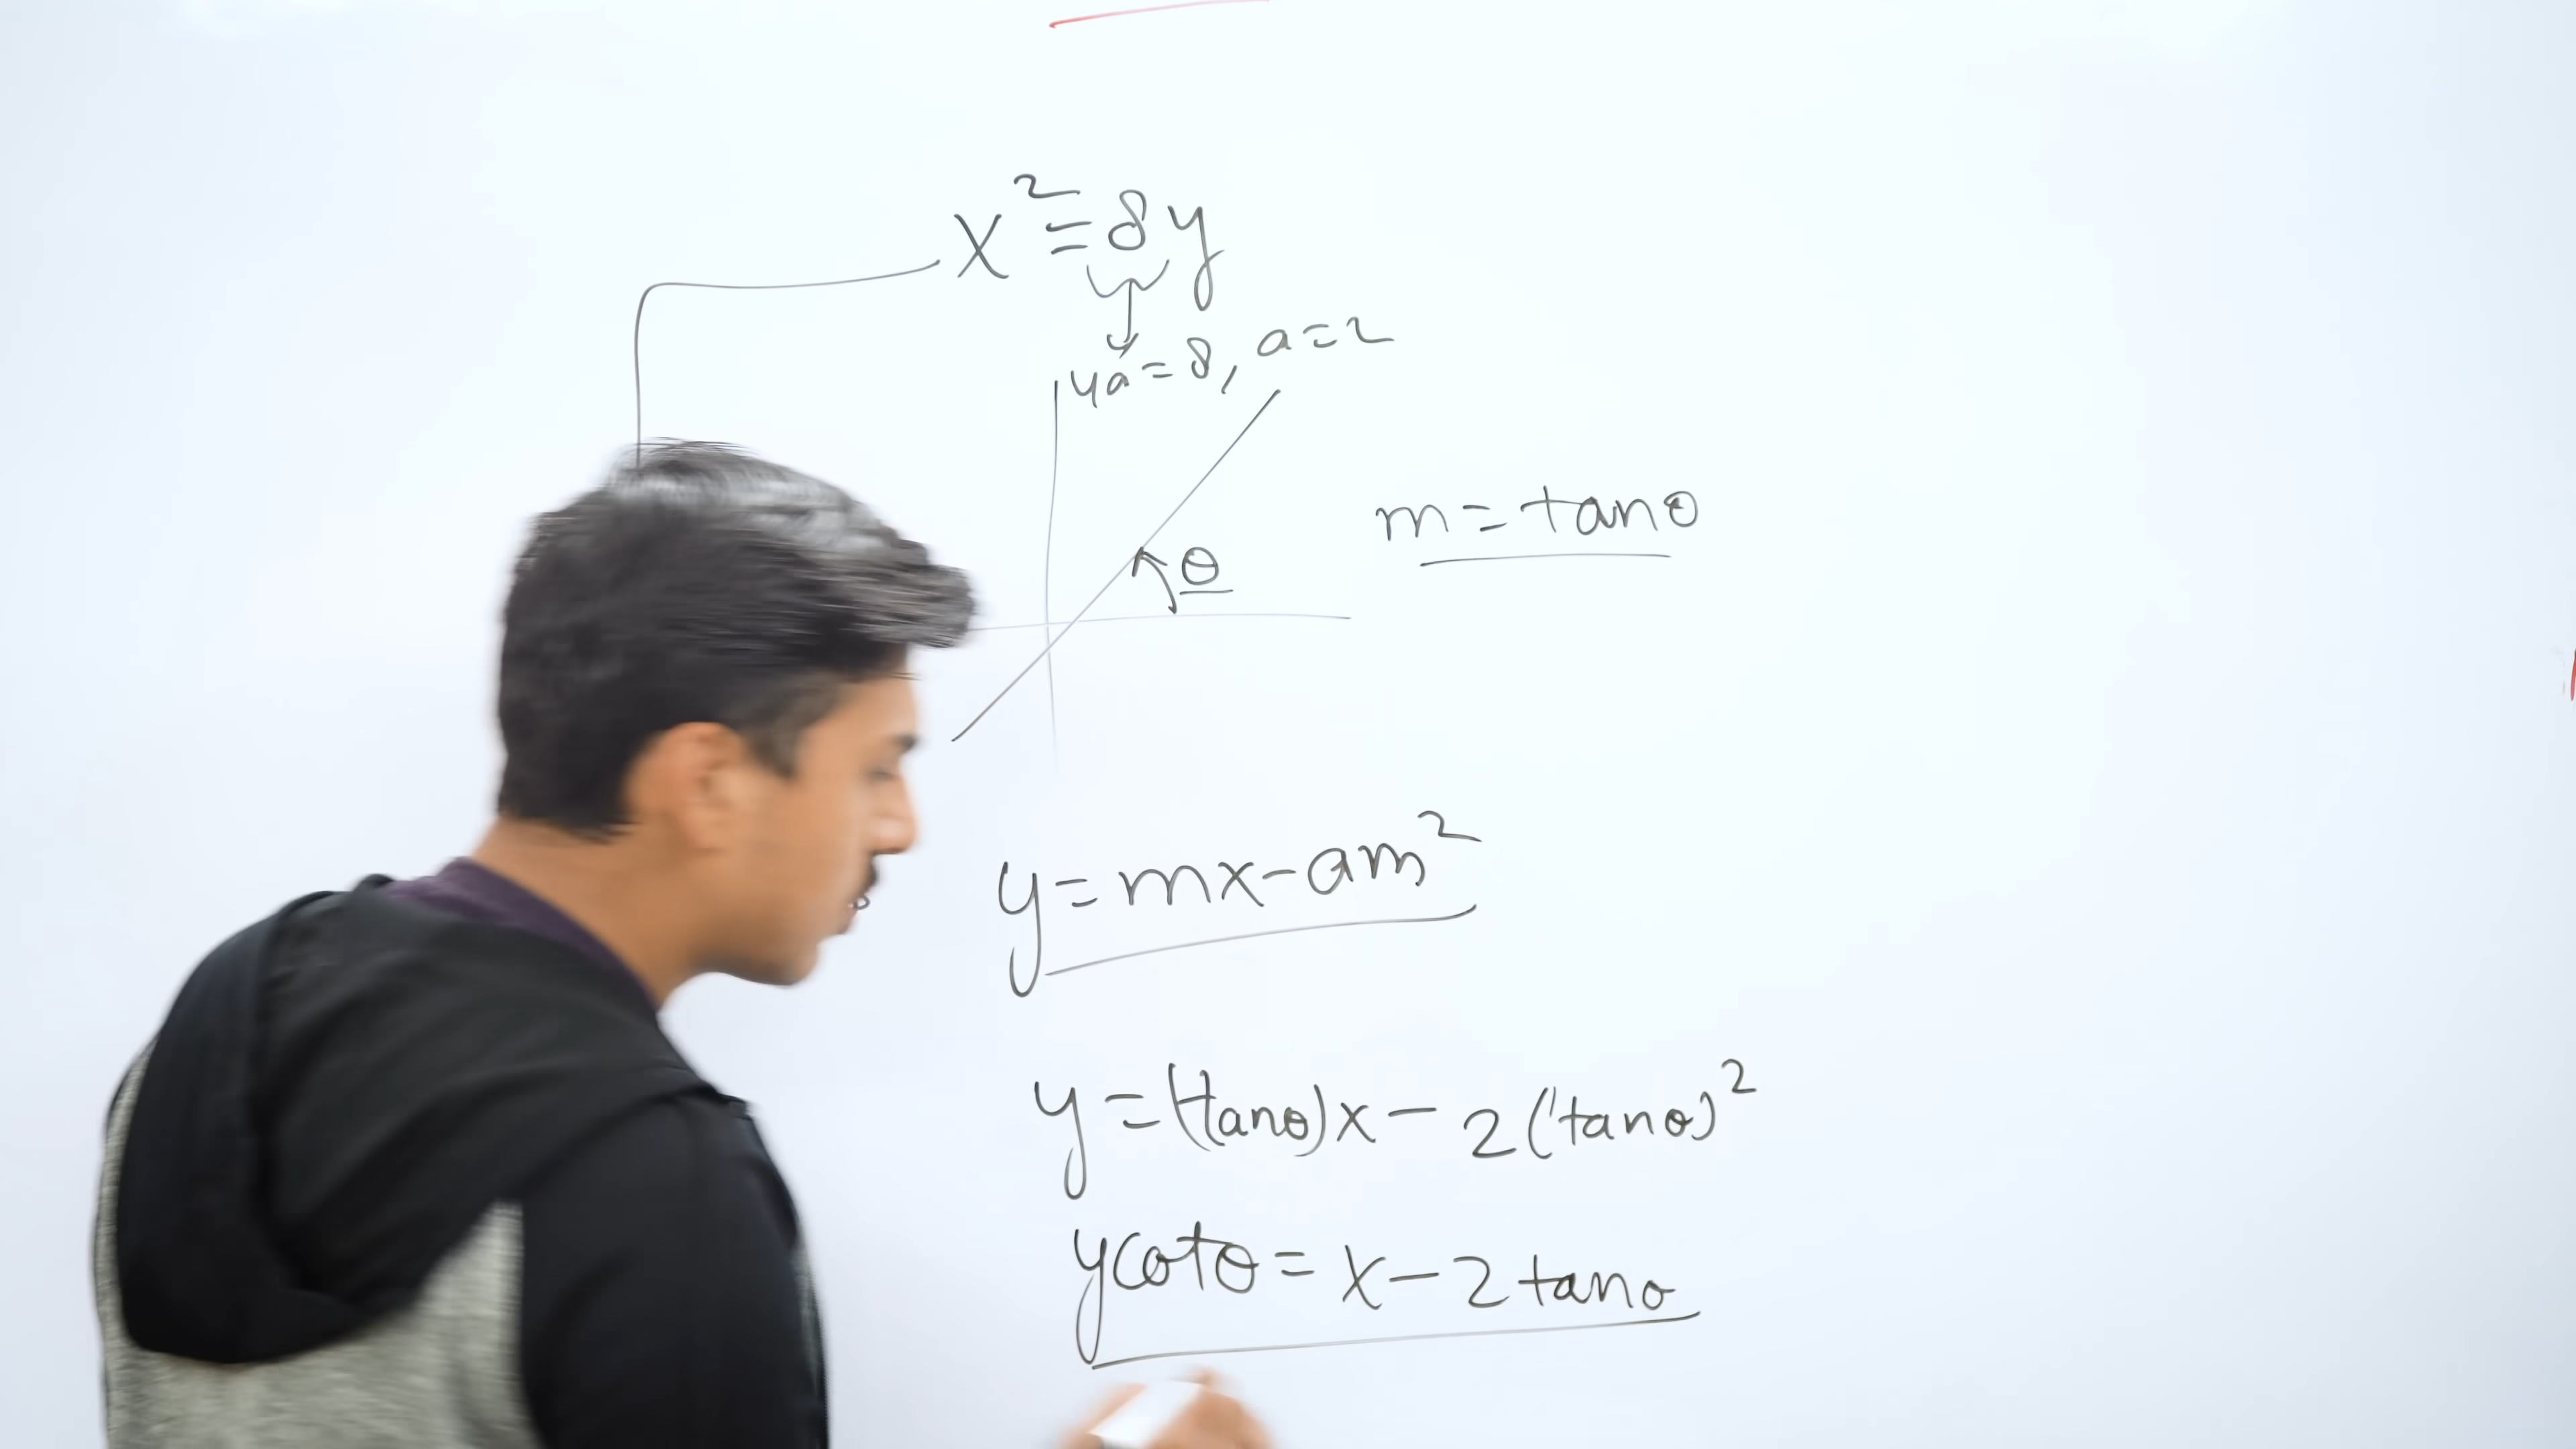 x²=8y
4a=8, a=2
m=tanθ
θ
y=mx-am²
y=(tanθ)x-2(tanθ)²
ycotθ=x-2tanθ